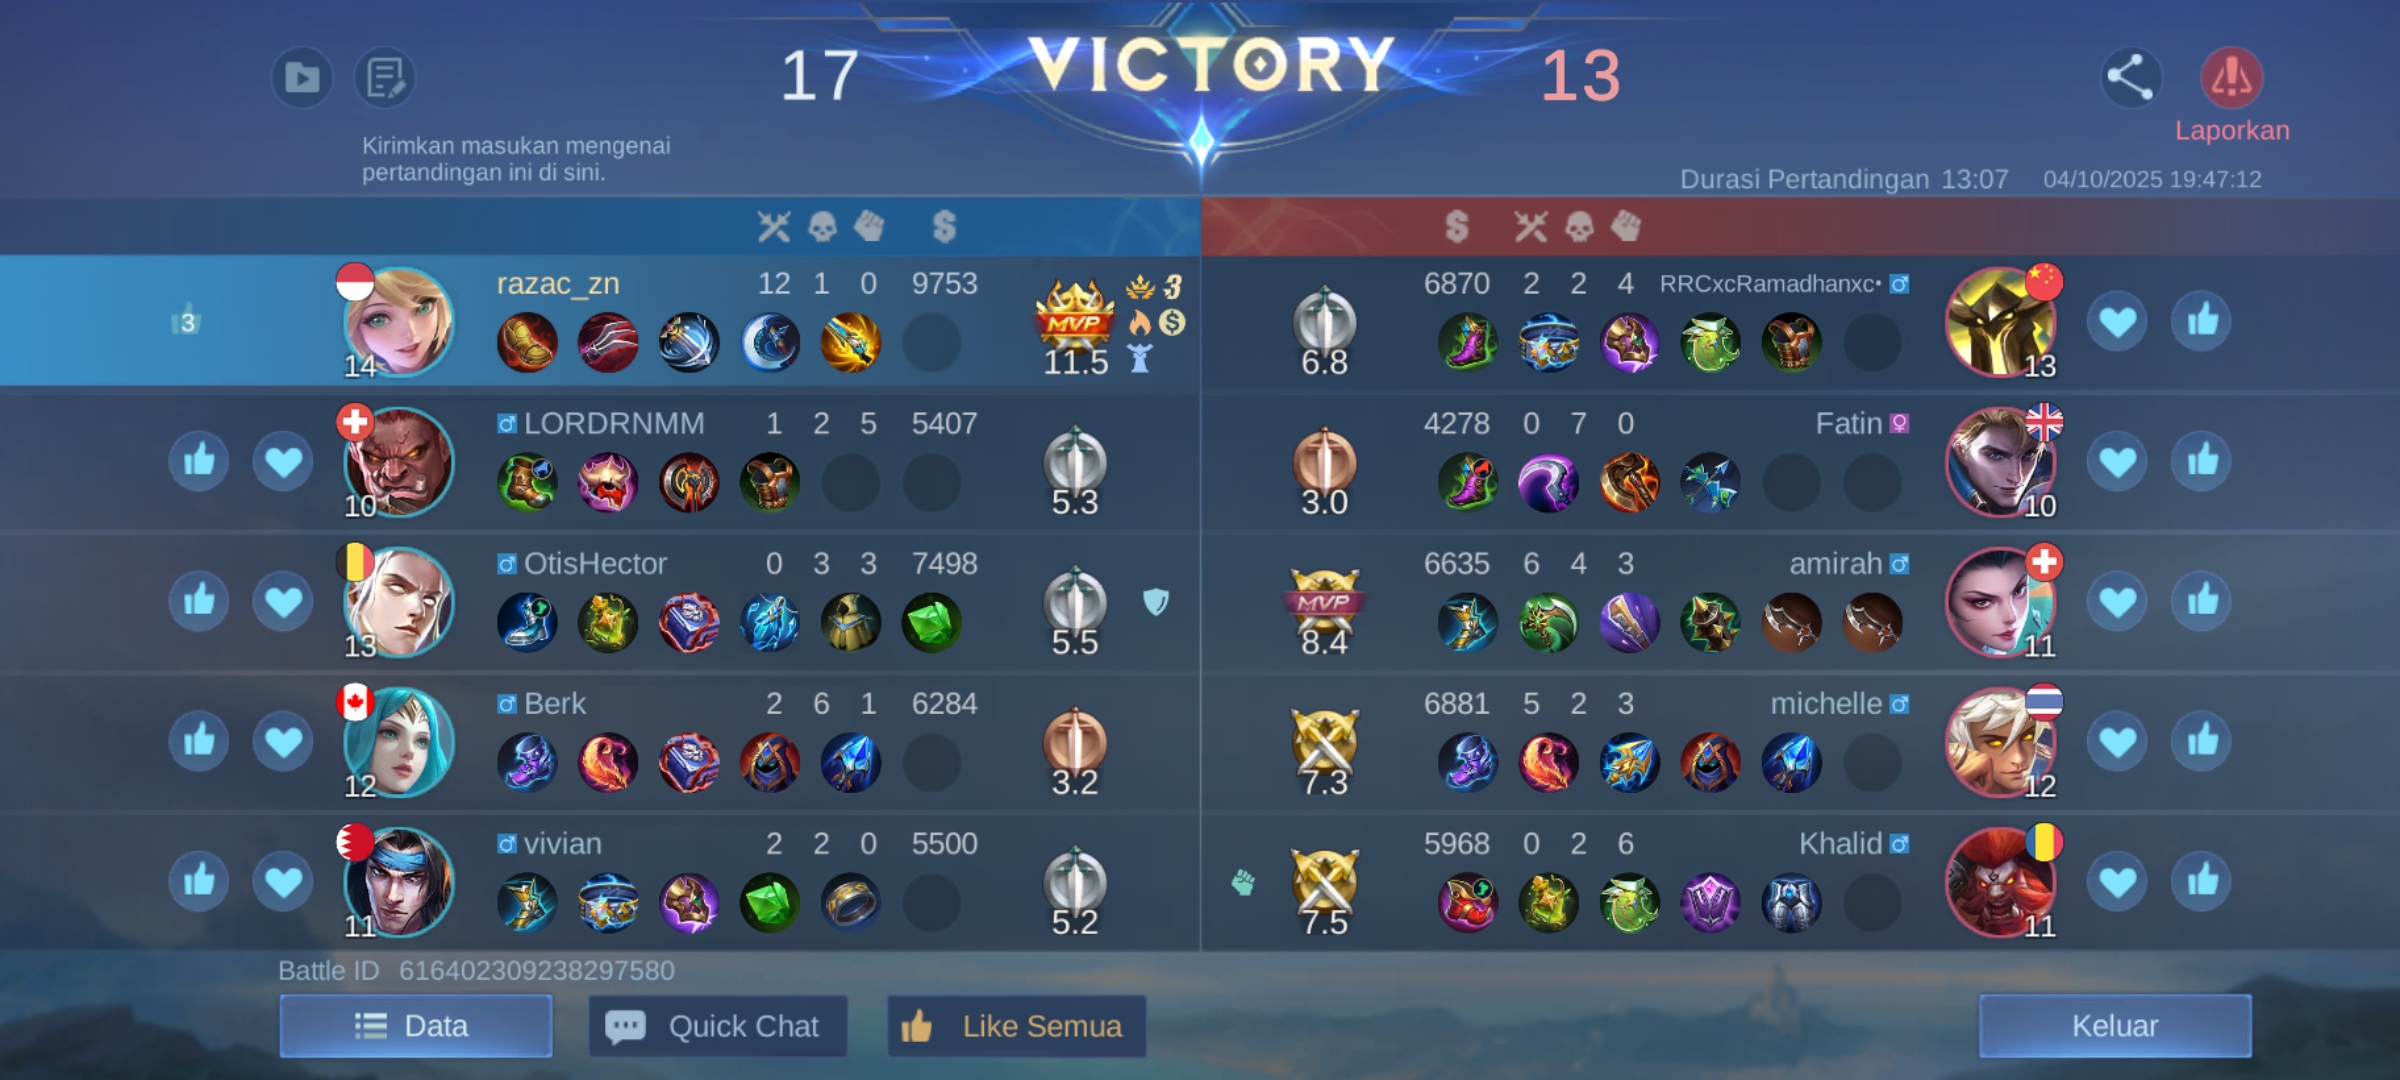 17 VICTORY 13
Laporkan
Kirimkan masukan mengenai
pertandingan ini di sini.
Durasi Pertandingan 13:07 04/10/2025 19:47:12
$ $
3 razac_zn 12 1 0 9753 MVP 3 $
14 11.5
6870 2 2 4 RRCxcRamadhanxc•
6.8 13
LORDRNMM 1 2 5 5407
10 5.3
4278 0 7 0 Fatin
3.0 10
OtisHector 0 3 3 7498
13 5.5
6635 6 4 3 amirah
MVP
8.4 11
Berk 2 6 1 6284
12 3.2
6881 5 2 3 michelle
7.3 12
vivian 2 2 0 5500
11 5.2
5968 0 2 6 Khalid
7.5 11
Battle ID 616402309238297580
Data Quick Chat Like Semua Keluar